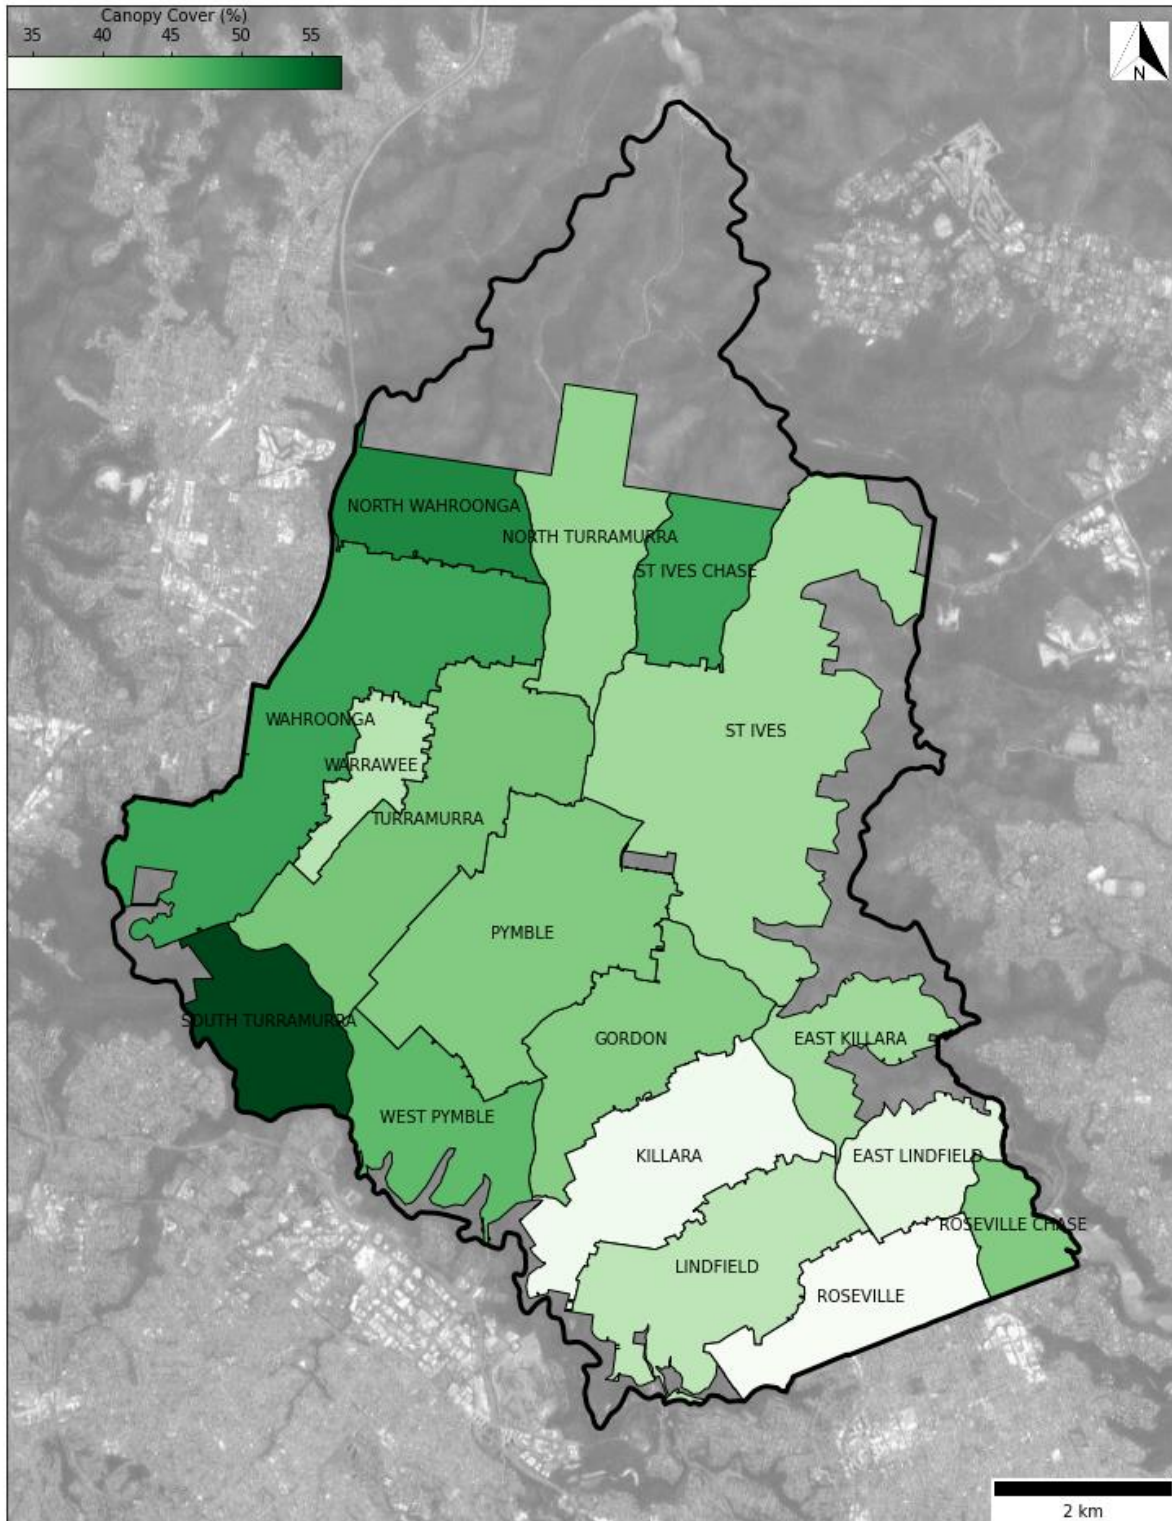 Canopy Cover (%)
35 40 45 50 55
N
NORTH WAHROONGA
NORTH TURRAMURRA
ST IVES CHASE
WAHROONGA
ST IVES
WARRAWEE
TURRAMURRA
PYMBLE
SOUTH TURRAMURRA
GORDON
EAST KILLARA
WEST PYMBLE
KILLARA
EAST LINDFIELD
ROSEVILLE CHASE
LINDFIELD
ROSEVILLE
2 km